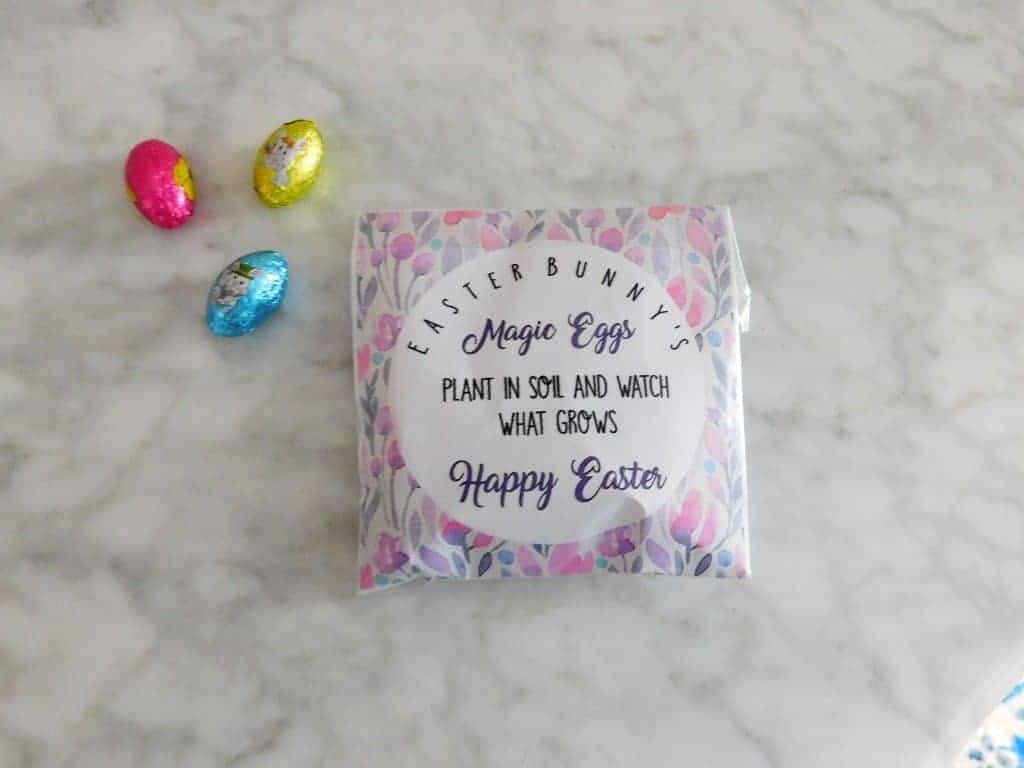 EASTER BUNNY'S
Magic Eggs
PLANT IN SOIL AND WATCH
WHAT GROWS
Happy Easter